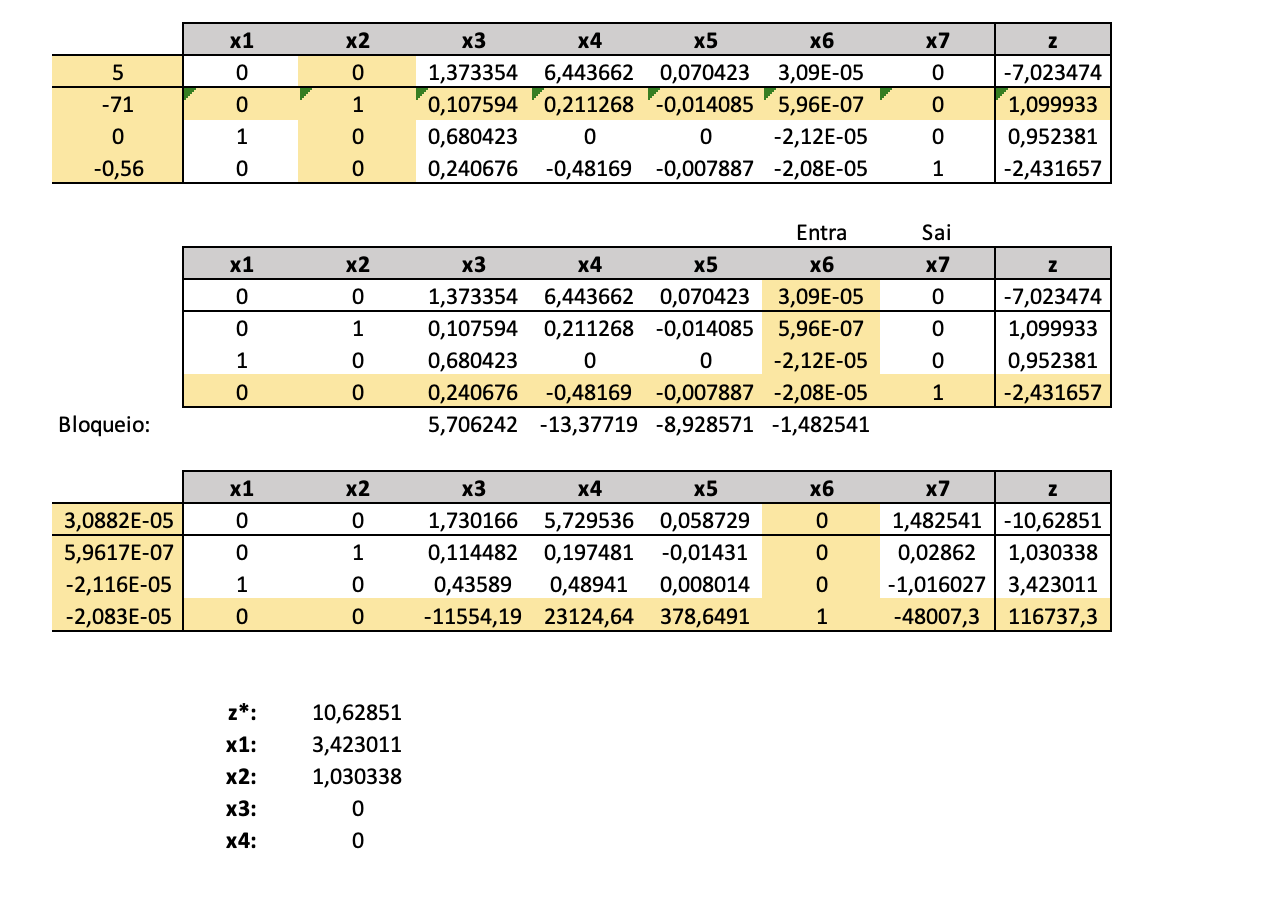 x1 x2 x3 x4 x5 x6 x7 z
5 0 0 1,373354 6,443662 0,070423 3,09E-05 0 -7,023474
-71 0 1 0,107594 0,211268 -0,014085 5,96E-07 0 1,099933
0 1 0 0,680423 0 0 -2,12E-05 0 0,952381
-0,56 0 0 0,240676 -0,48169 -0,007887 -2,08E-05 1 -2,431657
Entra Sai
x1 x2 x3 x4 x5 x6 x7 z
0 0 1,373354 6,443662 0,070423 3,09E-05 0 -7,023474
0 1 0,107594 0,211268 -0,014085 5,96E-07 0 1,099933
1 0 0,680423 0 0 -2,12E-05 0 0,952381
0 0 0,240676 -0,48169 -0,007887 -2,08E-05 1 -2,431657
Bloqueio: 5,706242 -13,37719 -8,928571 -1,482541
x1 x2 x3 x4 x5 x6 x7 z
3,0882E-05 0 0 1,730166 5,729536 0,058729 0 1,482541 -10,62851
5,9617E-07 0 1 0,114482 0,197481 -0,01431 0 0,02862 1,030338
-2,116E-05 1 0 0,43589 0,48941 0,008014 0 -1,016027 3,423011
-2,083E-05 0 0 -11554,19 23124,64 378,6491 1 -48007,3 116737,3
z*: 10,62851
x1: 3,423011
x2: 1,030338
x3: 0
x4: 0